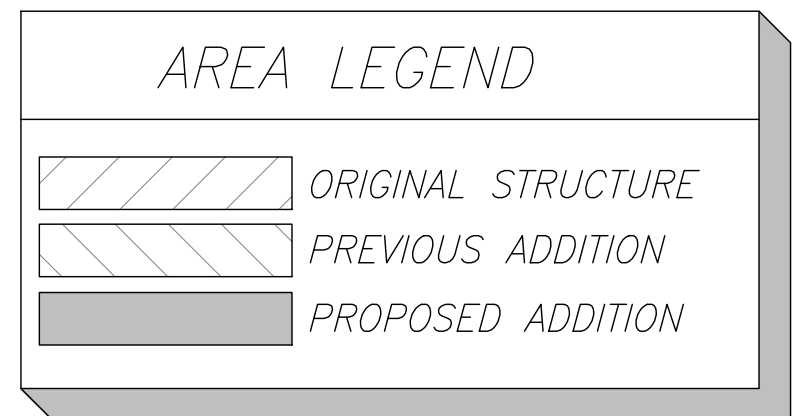 AREA LEGEND
ORIGINAL STRUCTURE
PREVIOUS ADDITION
PROPOSED ADDITION